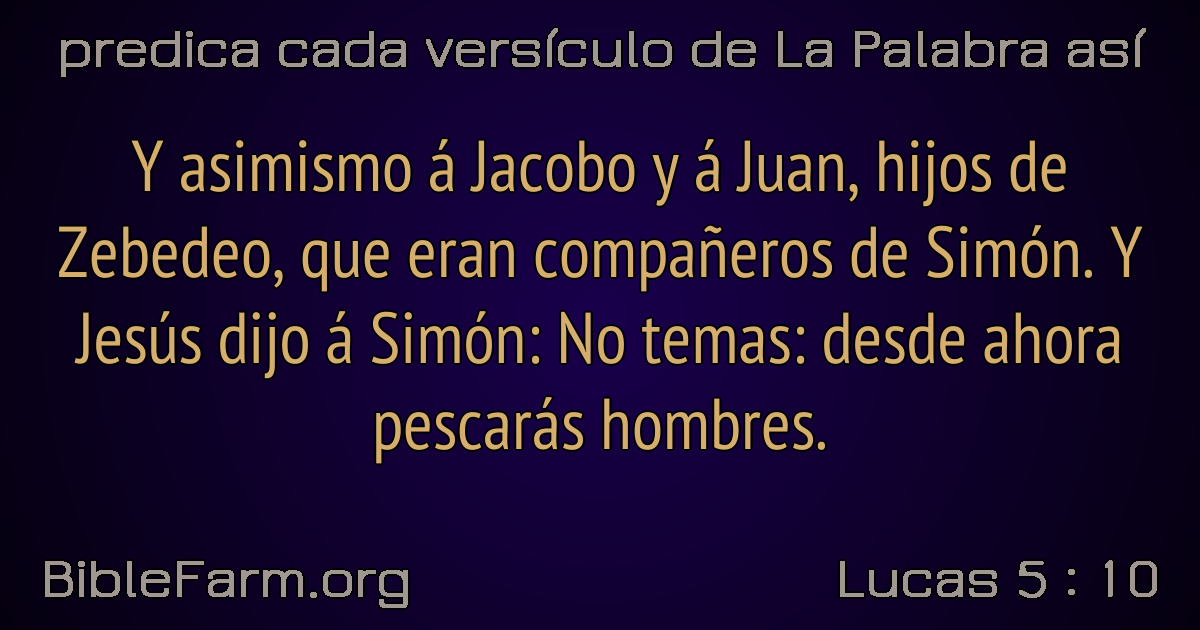 predica cada versículo de La Palabra así
Y asimismo á Jacobo y á Juan, hijos de
Zebedeo, que eran compañeros de Simón. Y
Jesús dijo á Simón: No temas: desde ahora
pescarás hombres.
BibleFarm.org
Lucas 5 : 10